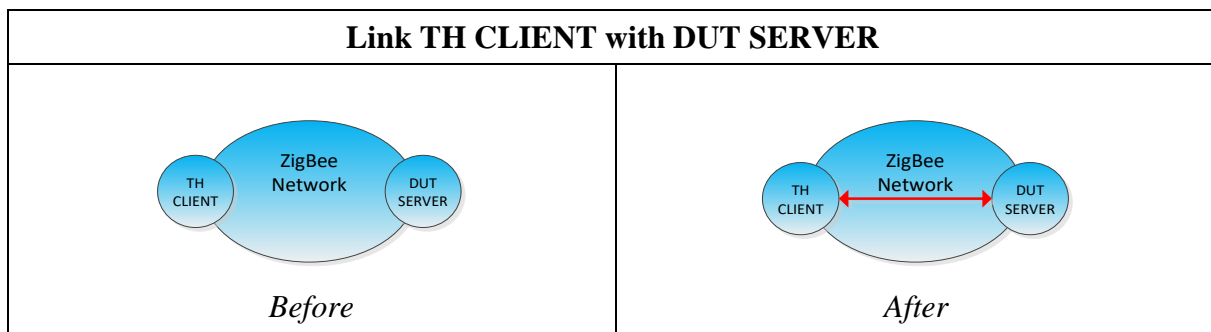 Link TH CLIENT with DUT SERVER
ZigBee
Network
TH
CLIENT
DUT
SERVER
Before
ZigBee
Network
TH
CLIENT
DUT
SERVER
After